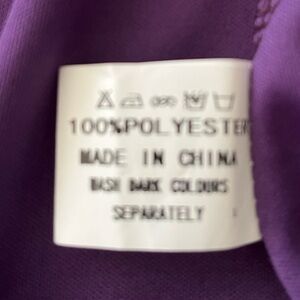 100%POLYESTER
MADE IN CHINA
WASH DARK COLOURS
SEPARATELY